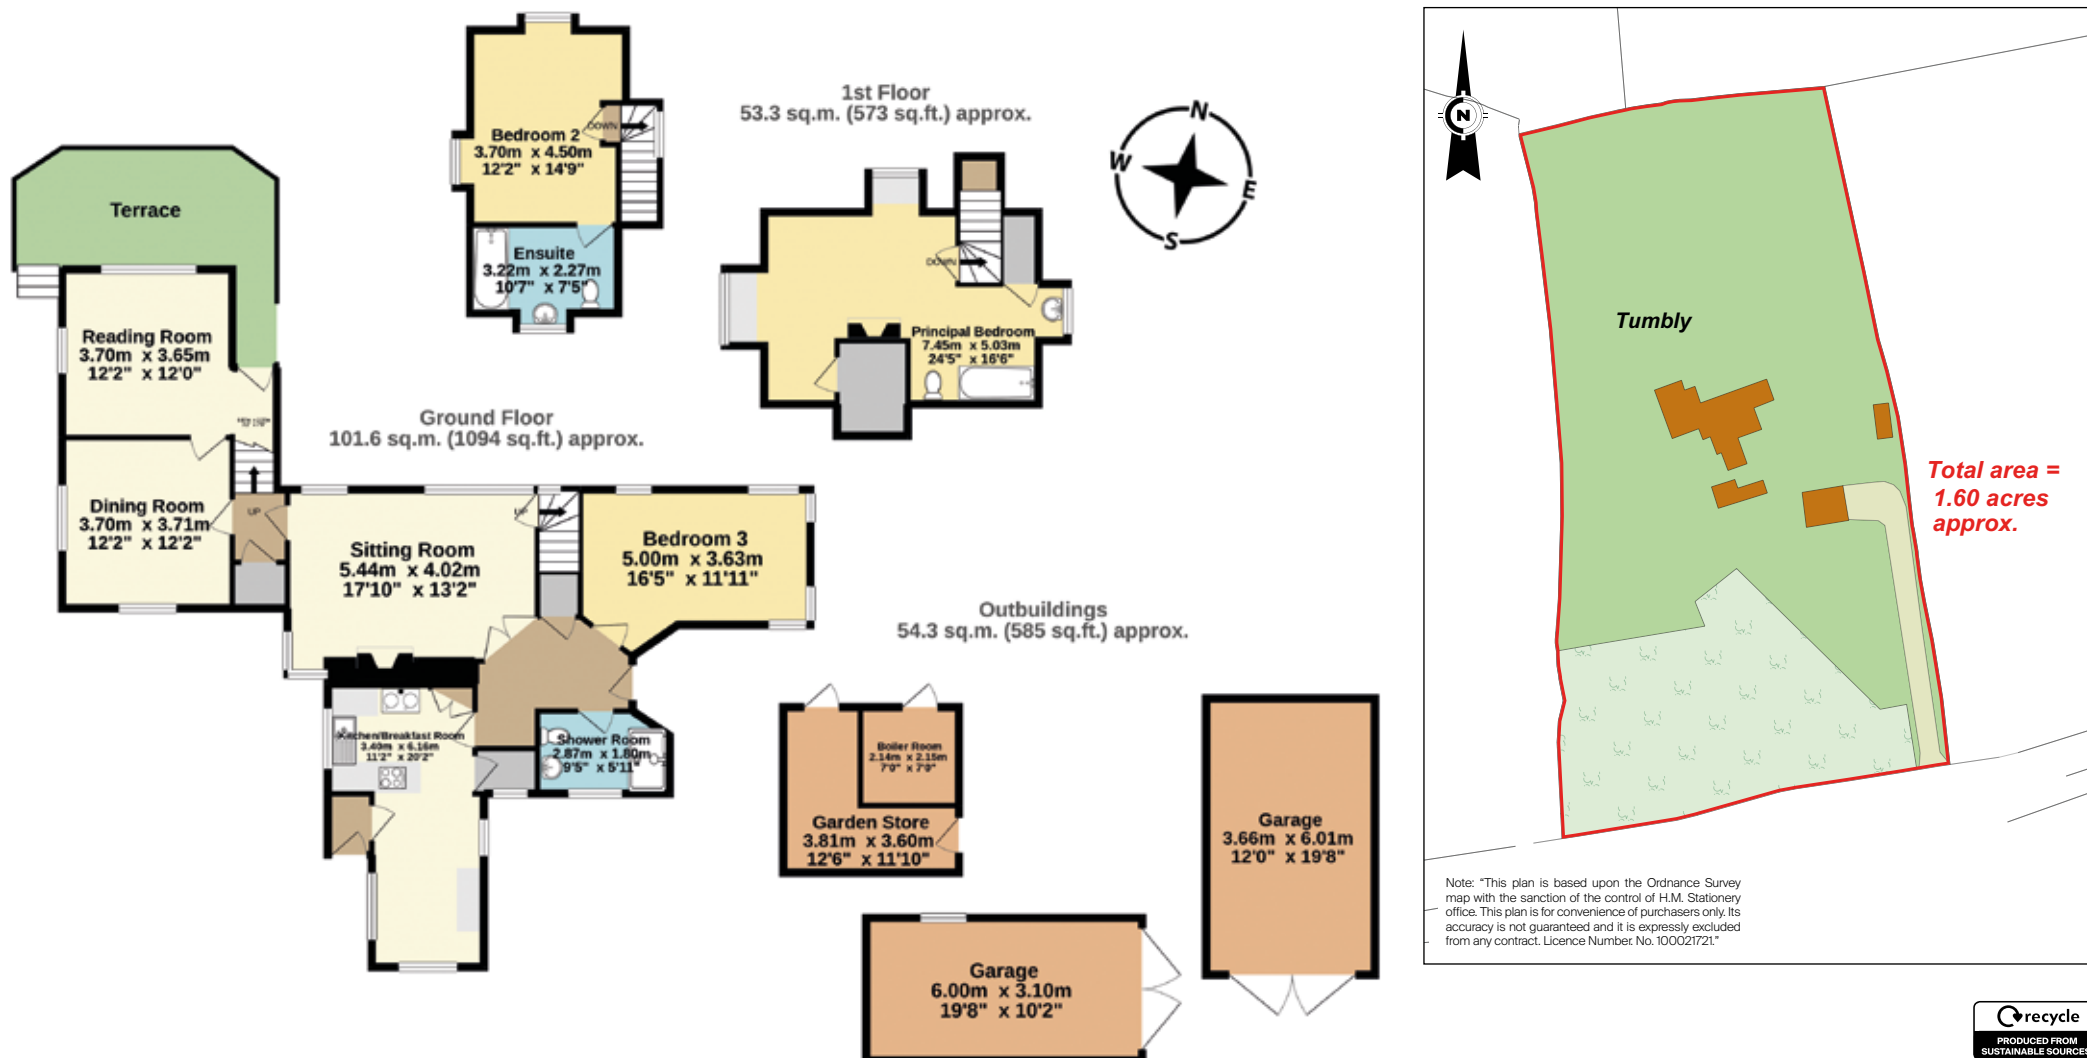 1st Floor
53.3 sq.m. (573 sq.ft.) approx.
Bedroom 2
3.70m x 4.50m
12'2" x 14'9"
DOWN
Ensuite
3.22m x 2.27m
10'7" x 7'5"
DOWN
Principal Bedroom
7.45m x 5.03m
24'5" x 16'6"
N
E
S
W
Terrace
Reading Room
3.70m x 3.65m
12'2" x 12'0"
Ground Floor
101.6 sq.m. (1094 sq.ft.) approx.
Dining Room
3.70m x 3.71m
12'2" x 12'2"
UP
Sitting Room
5.44m x 4.02m
17'10" x 13'2"
UP
Bedroom 3
5.00m x 3.63m
16'5" x 11'11"
Kitchen/Breakfast Room
3.40m x 6.16m
11'2" x 20'2"
Shower Room
2.87m x 1.80m
9'5" x 5'11"
Outbuildings
54.3 sq.m. (585 sq.ft.) approx.
Boiler Room
2.14m x 2.15m
7'0" x 7'0"
Garden Store
3.81m x 3.60m
12'6" x 11'10"
Garage
3.66m x 6.01m
12'0" x 19'8"
Garage
6.00m x 3.10m
19'8" x 10'2"
N
Tumbly
Total area =
1.60 acres
approx.
Note: “This plan is based upon the Ordnance Survey
map with the sanction of the control of H.M. Stationery
office. This plan is for convenience of purchasers only. Its
accuracy is not guaranteed and it is expressly excluded
from any contract. Licence Number. No. 100021721.”
recycle
PRODUCED FROM
SUSTAINABLE SOURCES